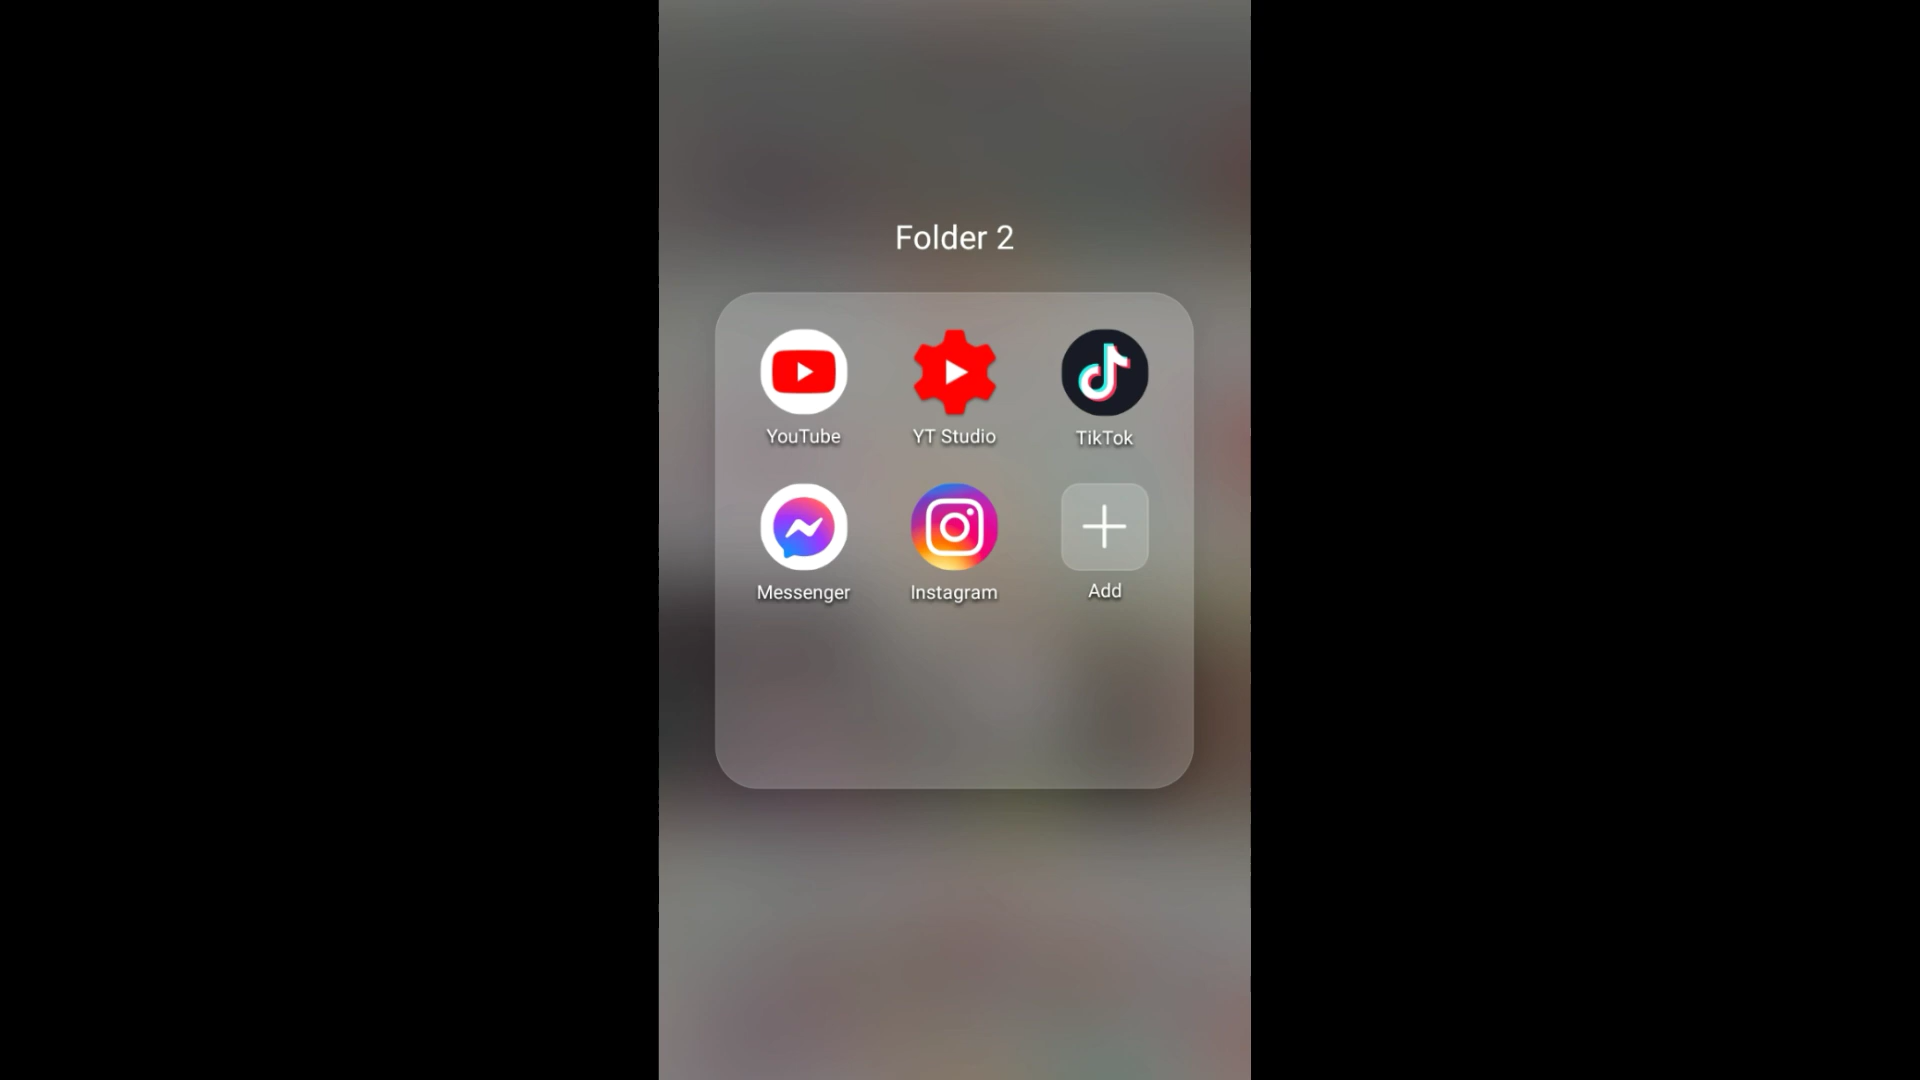 Folder 2
YouTube
YT Studio
TikTok
Messenger
Instagram
Add